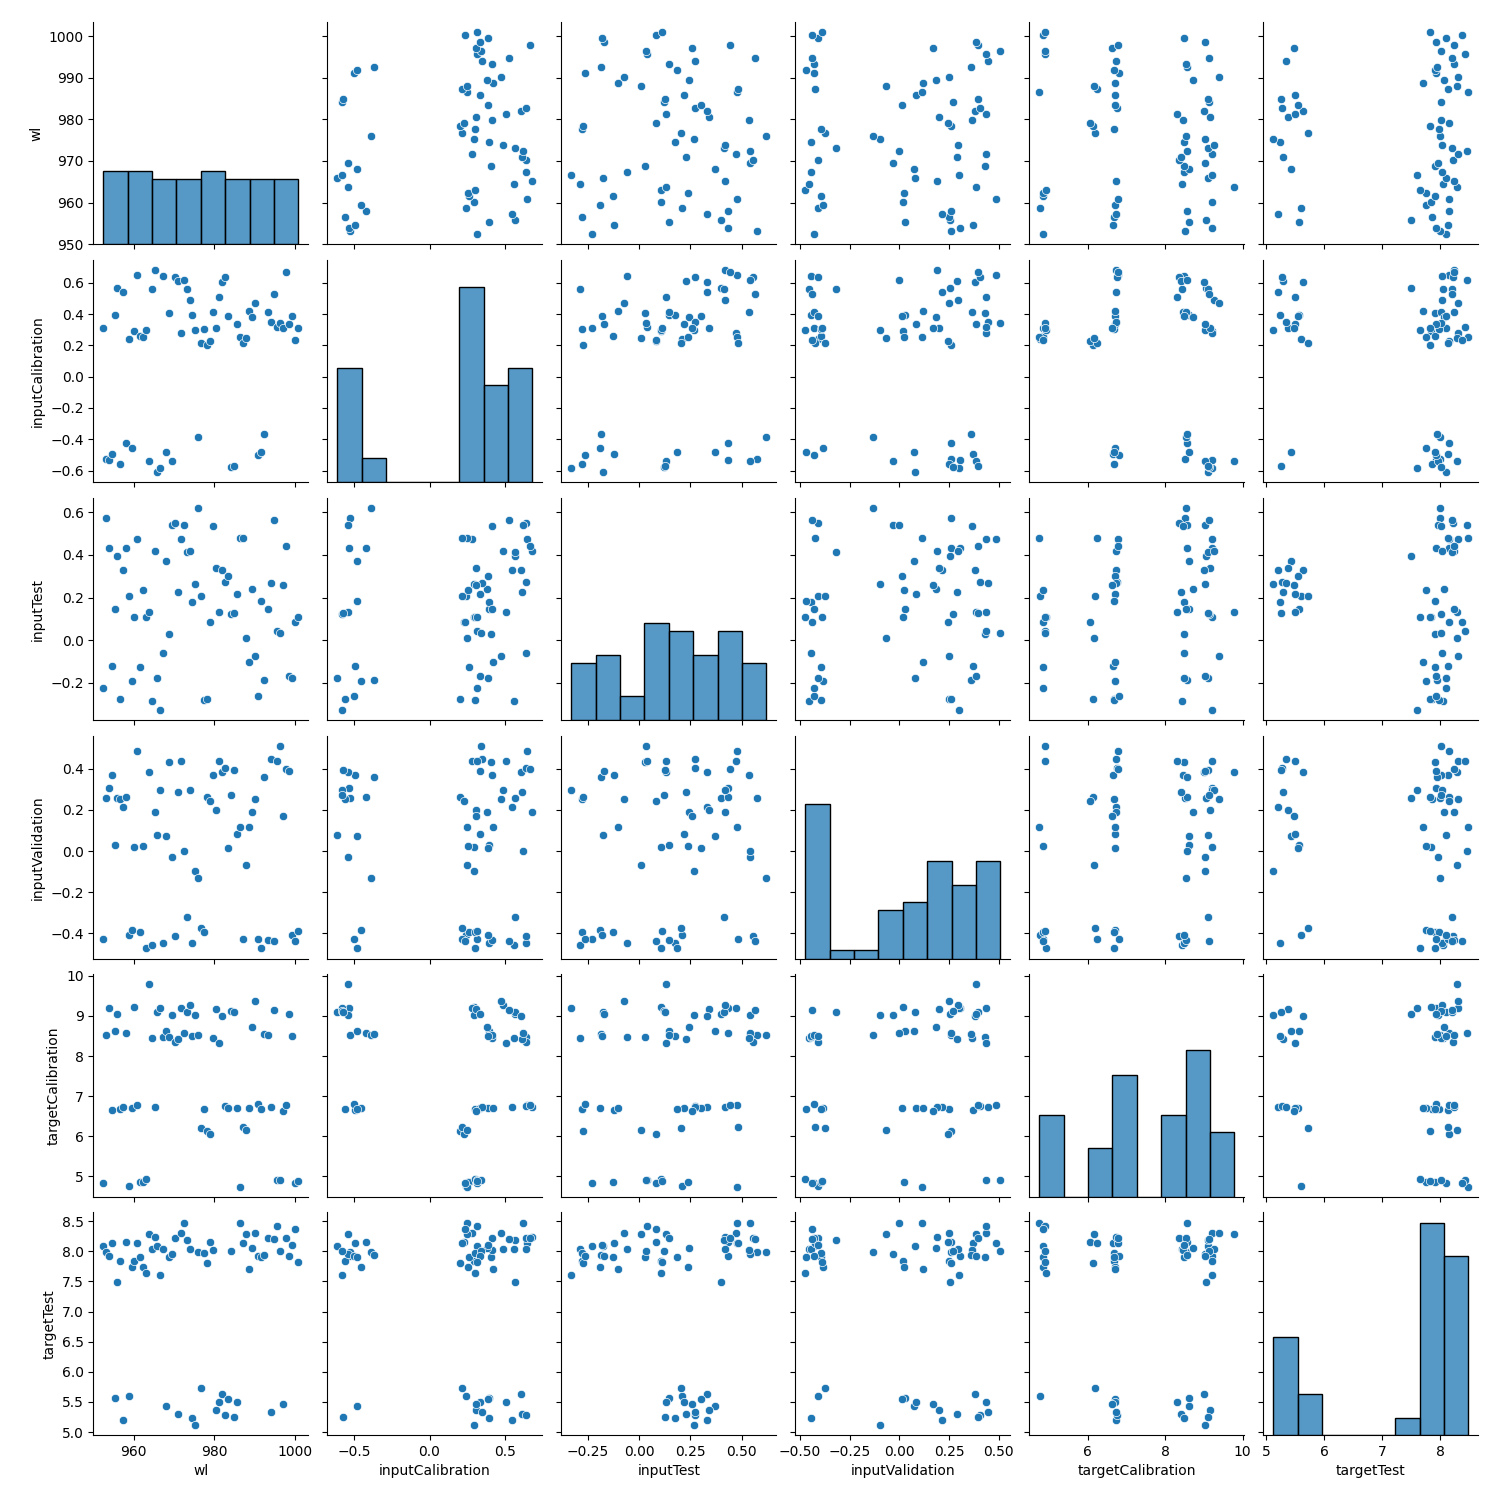 1000
990
980
970
960
950
wl
0.6
0.4
0.2
0.0
−0.2
−0.4
−0.6
inputCalibration
0.6
0.4
0.2
0.0
−0.2
inputTest
0.4
0.2
0.0
−0.2
−0.4
inputValidation
10
9
8
7
6
5
targetCalibration
8.5
8.0
7.5
7.0
6.5
6.0
5.5
5.0
targetTest
960 980 1000
wl
−0.5 0.0 0.5
inputCalibration
−0.25 0.00 0.25 0.50
inputTest
−0.50 −0.25 0.00 0.25 0.50
inputValidation
6 8 10
targetCalibration
5 6 7 8
targetTest